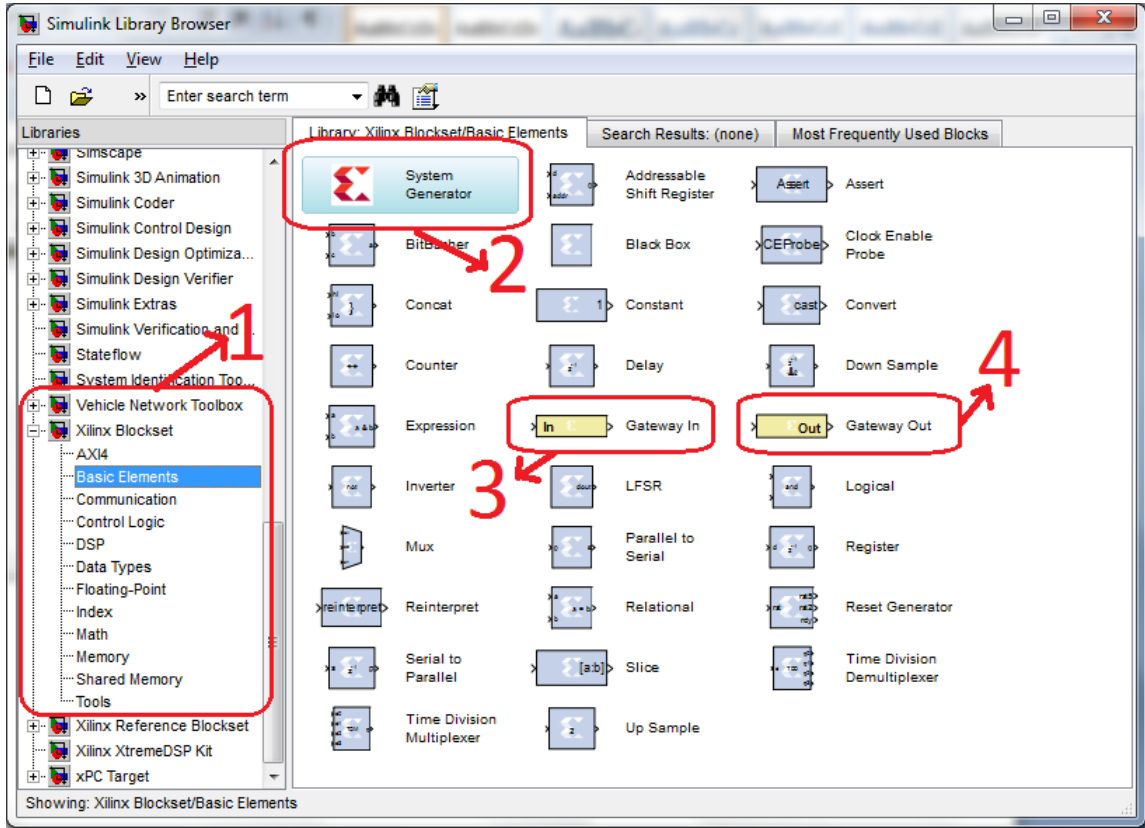 Simulink Library Browser
File Edit View Help
» Enter search term
Libraries
Library: Xilinx Blockset/Basic Elements
Search Results: (none)
Most Frequently Used Blocks
Simscape
Simulink 3D Animation
Simulink Coder
Simulink Control Design
Simulink Design Optimiza...
Simulink Design Verifier
Simulink Extras
Simulink Verification and ...
Stateflow
System Identification Too...
Vehicle Network Toolbox
Xilinx Blockset
AXI4
Basic Elements
Communication
Control Logic
DSP
Data Types
Floating-Point
Index
Math
Memory
Shared Memory
Tools
Xilinx Reference Blockset
Xilinx XtremeDSP Kit
xPC Target
1
System
Generator
2
Addressable
Shift Register
Assert
Assert
BitBasher
Black Box
CEProbe
Clock Enable
Probe
Concat
1
Constant
cast
Convert
Counter
Delay
Down Sample
4
Expression
In
Gateway In
3
Out
Gateway Out
not
Inverter
dout
LFSR
and
Logical
Mux
Parallel to
Serial
Register
reinterpret
Reinterpret
a = b
Relational
Reset Generator
Serial to
Parallel
[a:b]
Slice
Time Division
Demultiplexer
Time Division
Multiplexer
Up Sample
Showing: Xilinx Blockset/Basic Elements